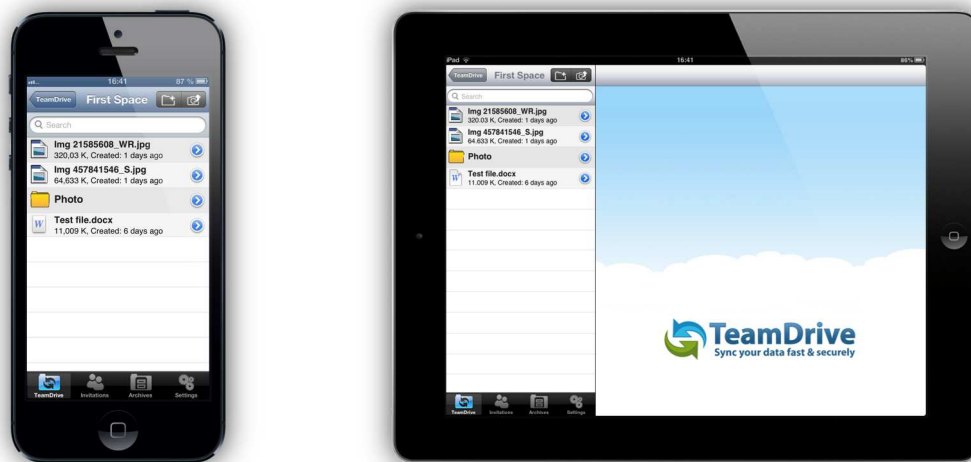 16:41
87 %
TeamDrive
First Space
Search
Img 21585608_WR.jpg
320,03 K, Created: 1 days ago
Img 457841546_S.jpg
64,633 K, Created: 1 days ago
Photo
W
Test file.docx
11,009 K, Created: 6 days ago
TeamDrive Invitations Archives Settings
iPad
16:41
86%
TeamDrive
First Space
Search
Img 21585608_WR.jpg
320.03 K, Created: 1 days ago
Img 457841546_S.jpg
64.633 K, Created: 1 days ago
Photo
W
Test file.docx
11.009 K, Created: 6 days ago
TeamDrive Invitations Archives Settings
TeamDrive
Sync your data fast & securely